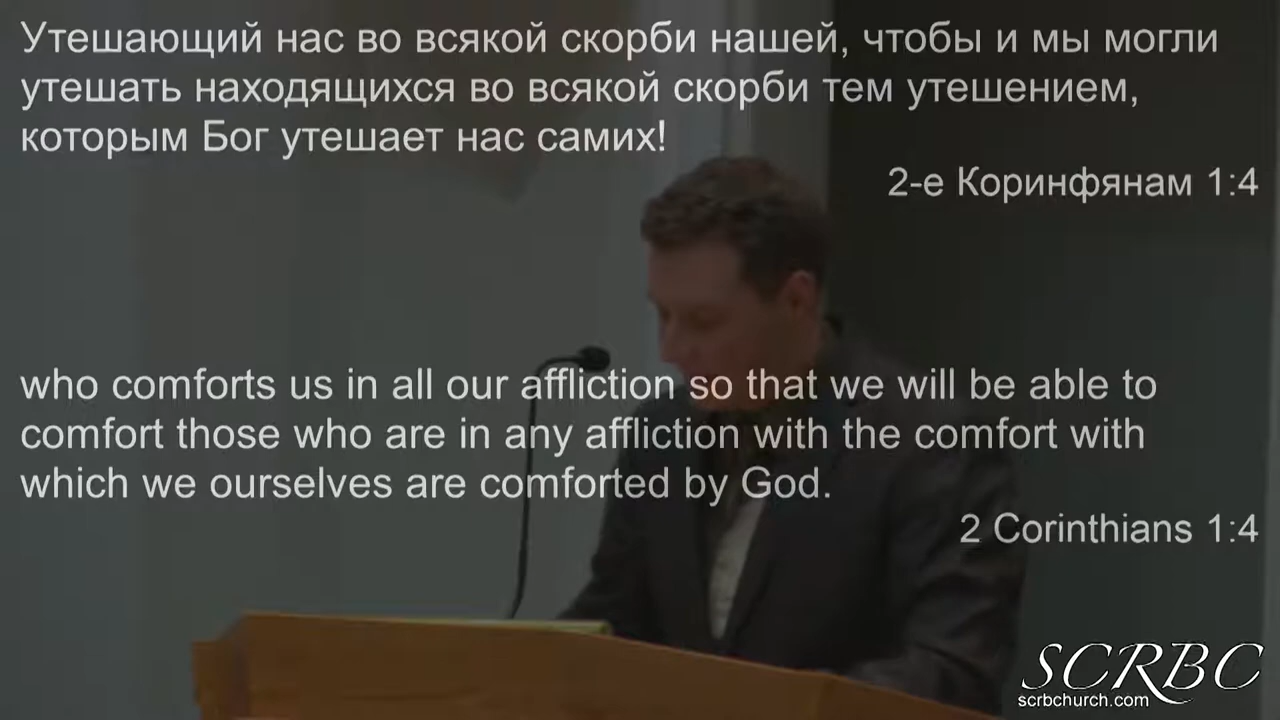 Утешающий нас во всякой скорби нашей, чтобы и мы могли
утешать находящихся во всякой скорби тем утешением,
которым Бог утешает нас самих!
2-е Коринфянам 1:4
who comforts us in all our affliction so that we will be able to
comfort those who are in any affliction with the comfort with
which we ourselves are comforted by God.
2 Corinthians 1:4
SCRBC
scrbchurch.com